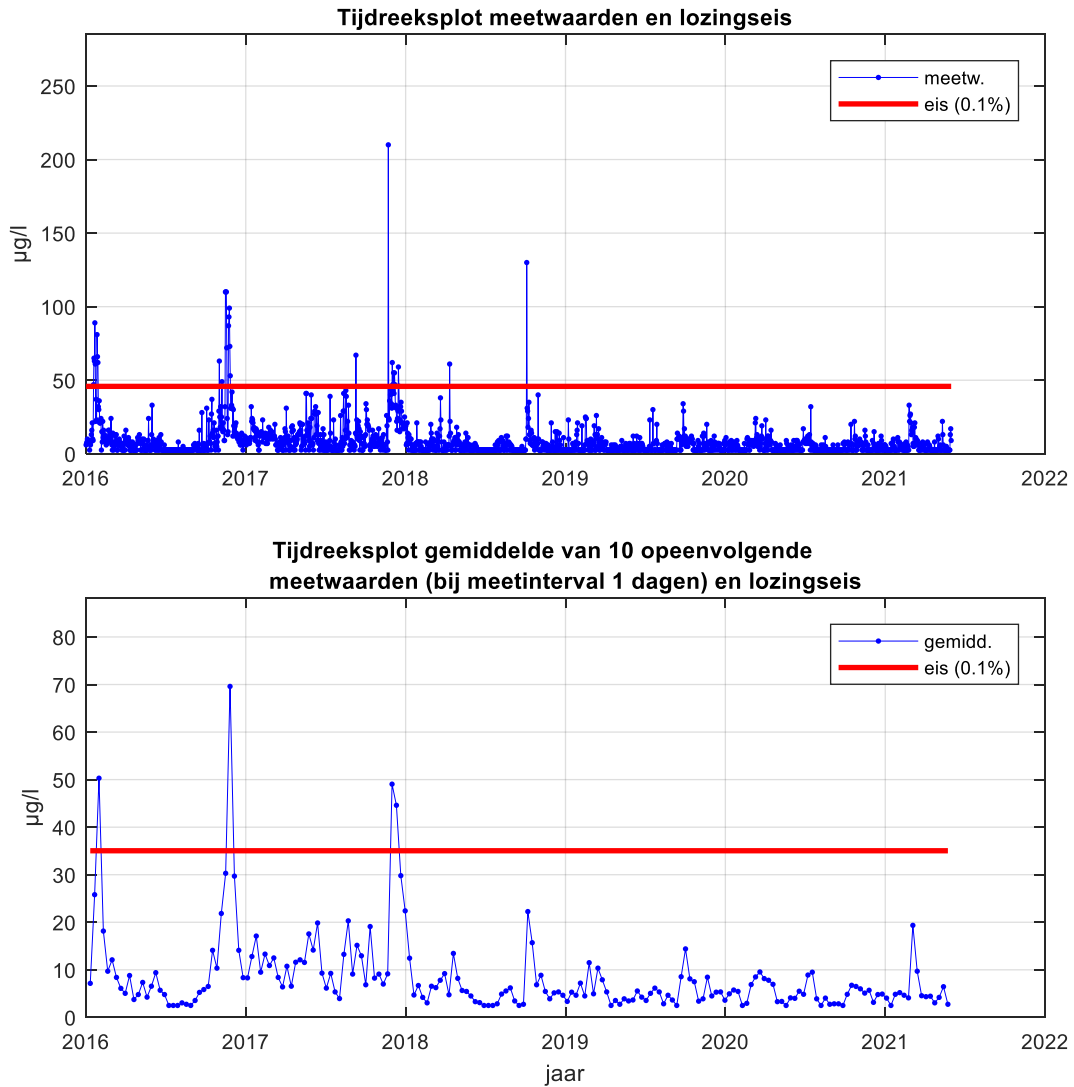 Tijdreeksplot meetwaarden en lozingseis
250
200
150
100
50
0
µg/l
meetw.
eis (0.1%)
2016 2017 2018 2019 2020 2021 2022
Tijdreeksplot gemiddelde van 10 opeenvolgende
meetwaarden (bij meetinterval 1 dagen) en lozingseis
80
70
60
50
40
30
20
10
0
µg/l
gemidd.
eis (0.1%)
2016 2017 2018 2019 2020 2021 2022
jaar